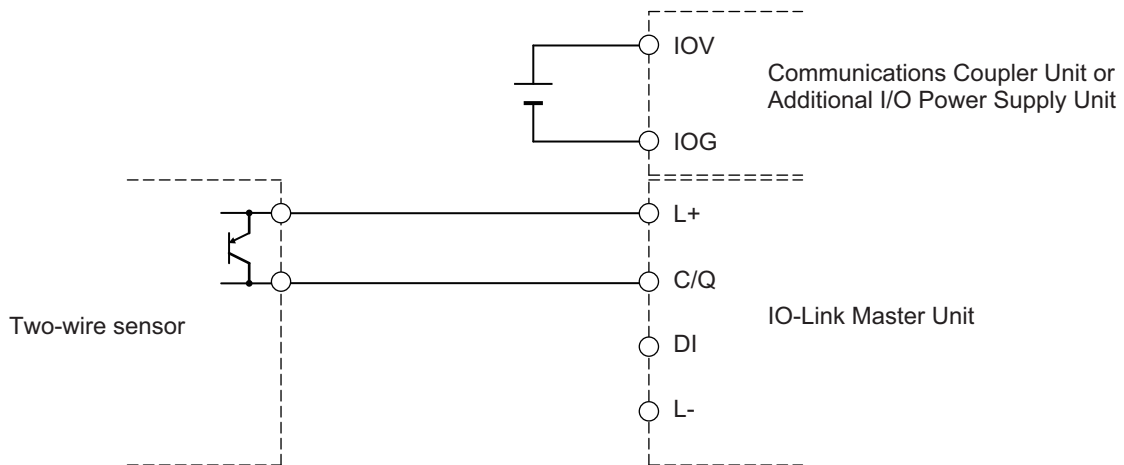 IOV
Communications Coupler Unit or
Additional I/O Power Supply Unit
IOG
L+
C/Q
Two-wire sensor
IO-Link Master Unit
DI
L-